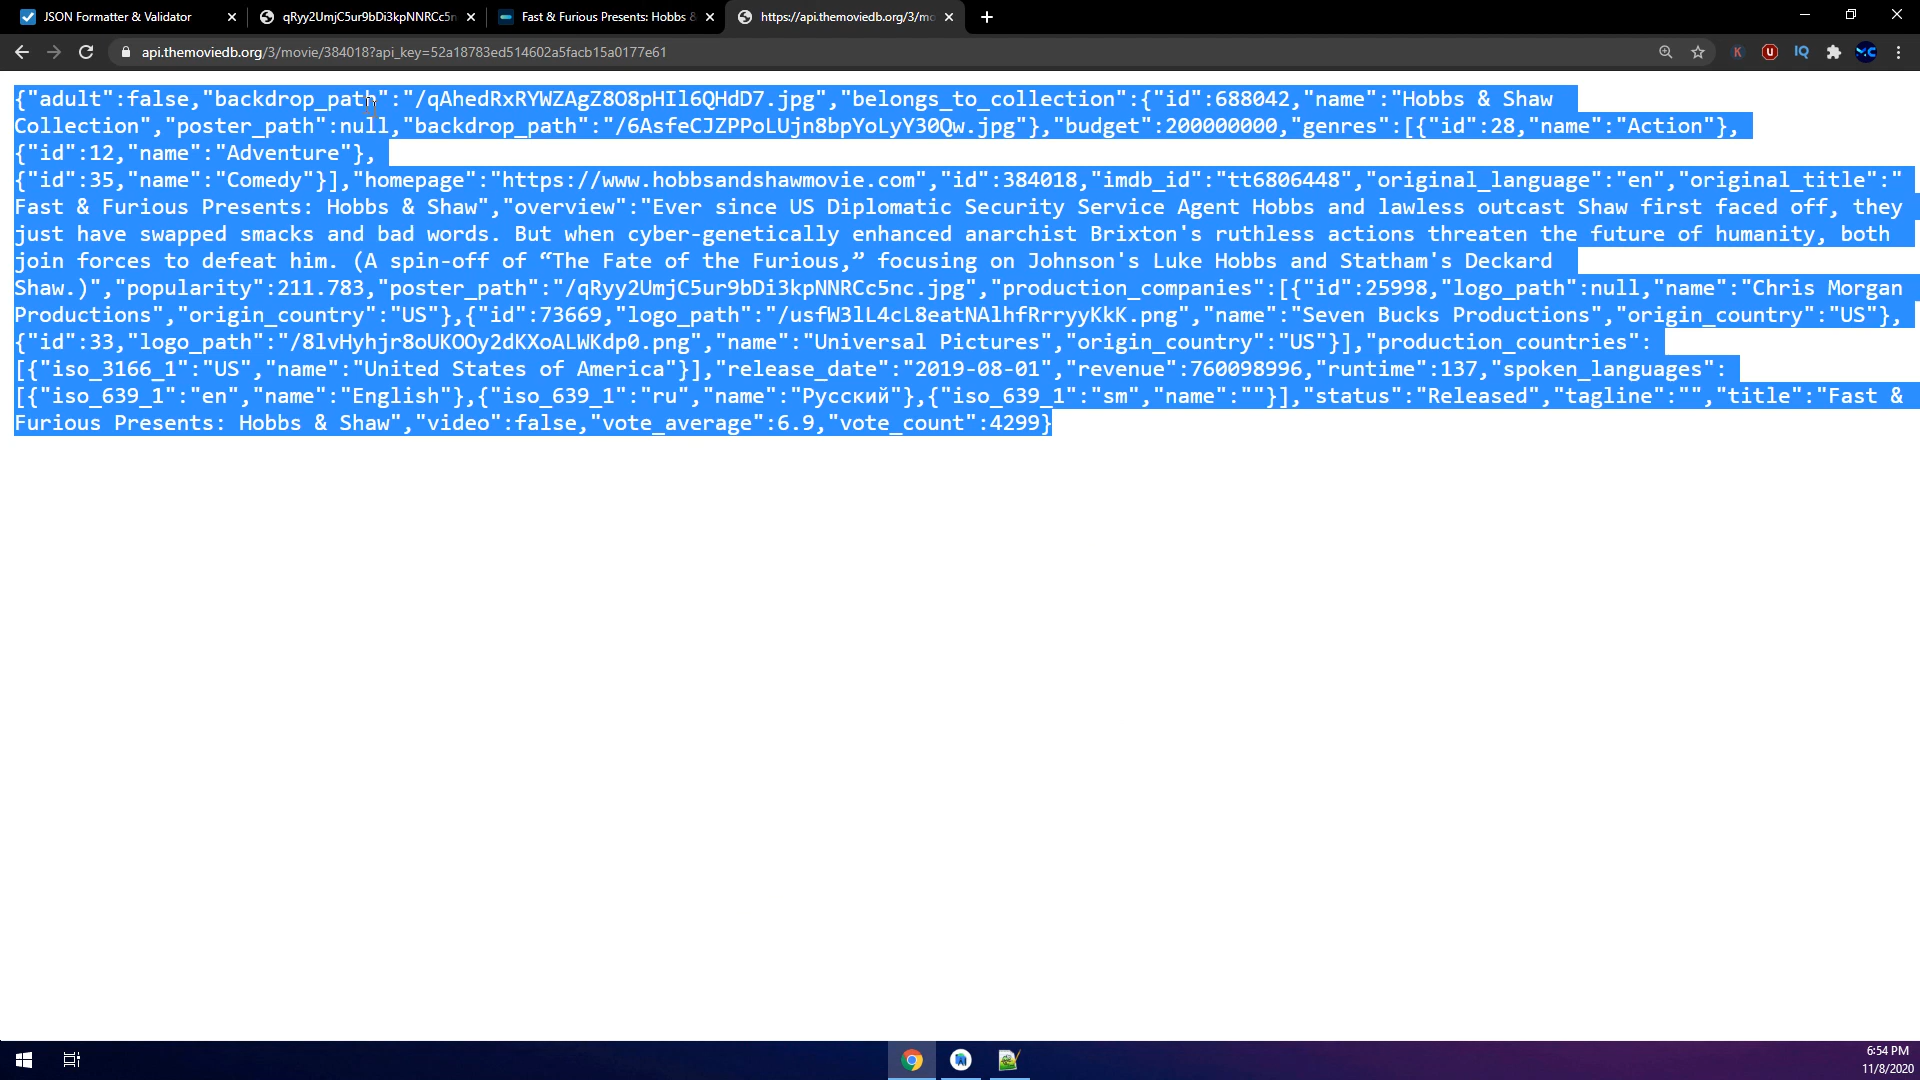 JSON Formatter & Validator
qRyy2UmjC5ur9bDi3kpNNRCc5n
Fast & Furious Presents: Hobbs &
https://api.themoviedb.org/3/mo
api.themoviedb.org/3/movie/384018?api_key=52a18783ed514602a5facb15a0177e61
{"adult":false,"backdrop_path":"/qAhedRxRYWZAgZ8O8pHIl6QHdD7.jpg","belongs_to_collection":{"id":688042,"name":"Hobbs & Shaw
Collection","poster_path":null,"backdrop_path":"/6AsfeCJZPPoLUjn8bpYoLyY30Qw.jpg"},"budget":200000000,"genres":[{"id":28,"name":"Action"},
{"id":12,"name":"Adventure"},
{"id":35,"name":"Comedy"}],"homepage":"https://www.hobbsandshawmovie.com","id":384018,"imdb_id":"tt6806448","original_language":"en","original_title":"
Fast & Furious Presents: Hobbs & Shaw","overview":"Ever since US Diplomatic Security Service Agent Hobbs and lawless outcast Shaw first faced off, they
just have swapped smacks and bad words. But when cyber-genetically enhanced anarchist Brixton's ruthless actions threaten the future of humanity, both
join forces to defeat him. (A spin-off of “The Fate of the Furious,” focusing on Johnson's Luke Hobbs and Statham's Deckard
Shaw.)","popularity":211.783,"poster_path":"/qRyy2UmjC5ur9bDi3kpNNRCc5nc.jpg","production_companies":[{"id":25998,"logo_path":null,"name":"Chris Morgan
Productions","origin_country":"US"},{"id":73669,"logo_path":"/usfW3lL4cL8eatNAlhfRrryyKkK.png","name":"Seven Bucks Productions","origin_country":"US"},
{"id":33,"logo_path":"/8lvHyhjr8oUKOOy2dKXoALWKdp0.png","name":"Universal Pictures","origin_country":"US"}],"production_countries":
[{"iso_3166_1":"US","name":"United States of America"}],"release_date":"2019-08-01","revenue":760098996,"runtime":137,"spoken_languages":
[{"iso_639_1":"en","name":"English"},{"iso_639_1":"ru","name":"Pусский"},{"iso_639_1":"sm","name":""}],"status":"Released","tagline":"","title":"Fast &
Furious Presents: Hobbs & Shaw","video":false,"vote_average":6.9,"vote_count":4299}
6:54 PM
11/8/2020